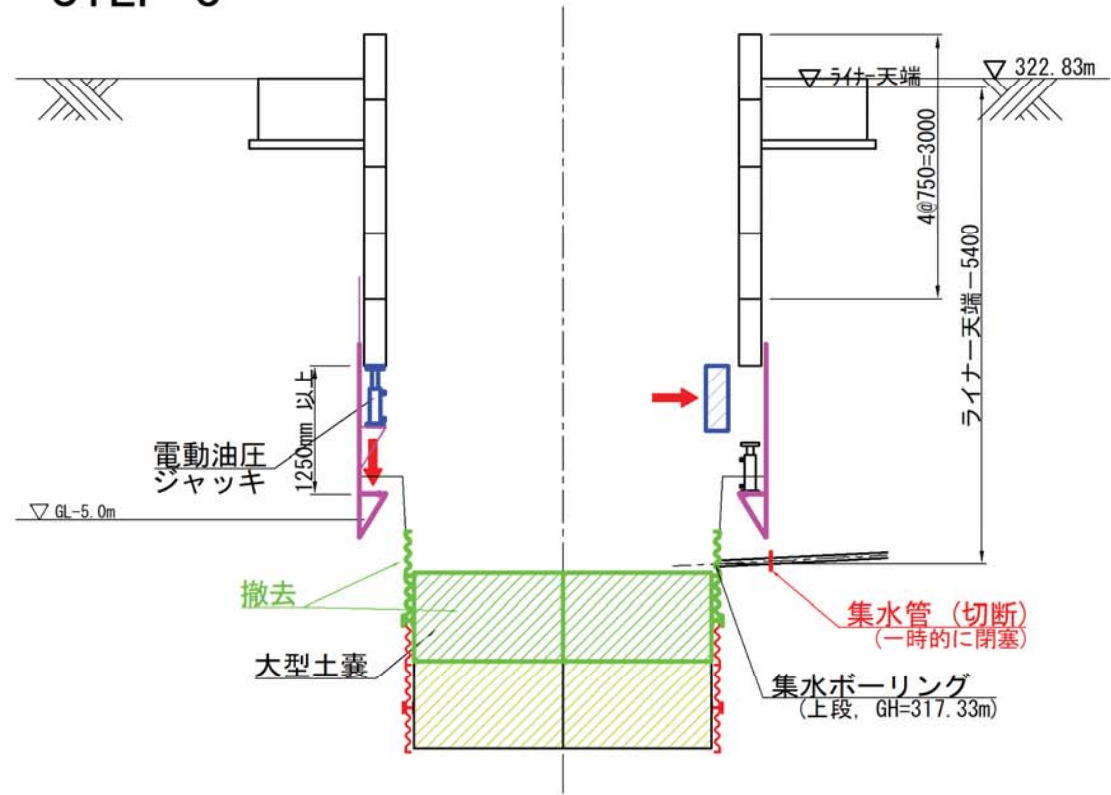 ライナー天端
322.83m
4@750=3000
ライナー天端－5400
1250mm 以上
電動油圧
ジャッキ
GL-5.0m
撤去
集水管 (切断)
(一時的に閉塞)
大型土嚢
集水ボーリング
(上段, GH=317.33m)